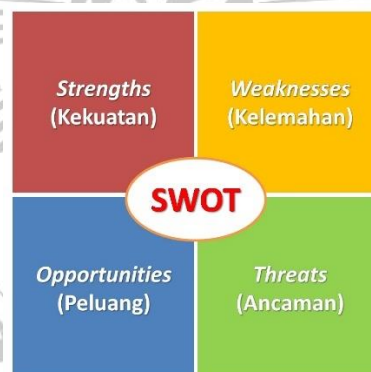 Strengths
(Kekuatan)
Weaknesses
(Kelemahan)
SWOT
Opportunities
(Peluang)
Threats
(Ancaman)